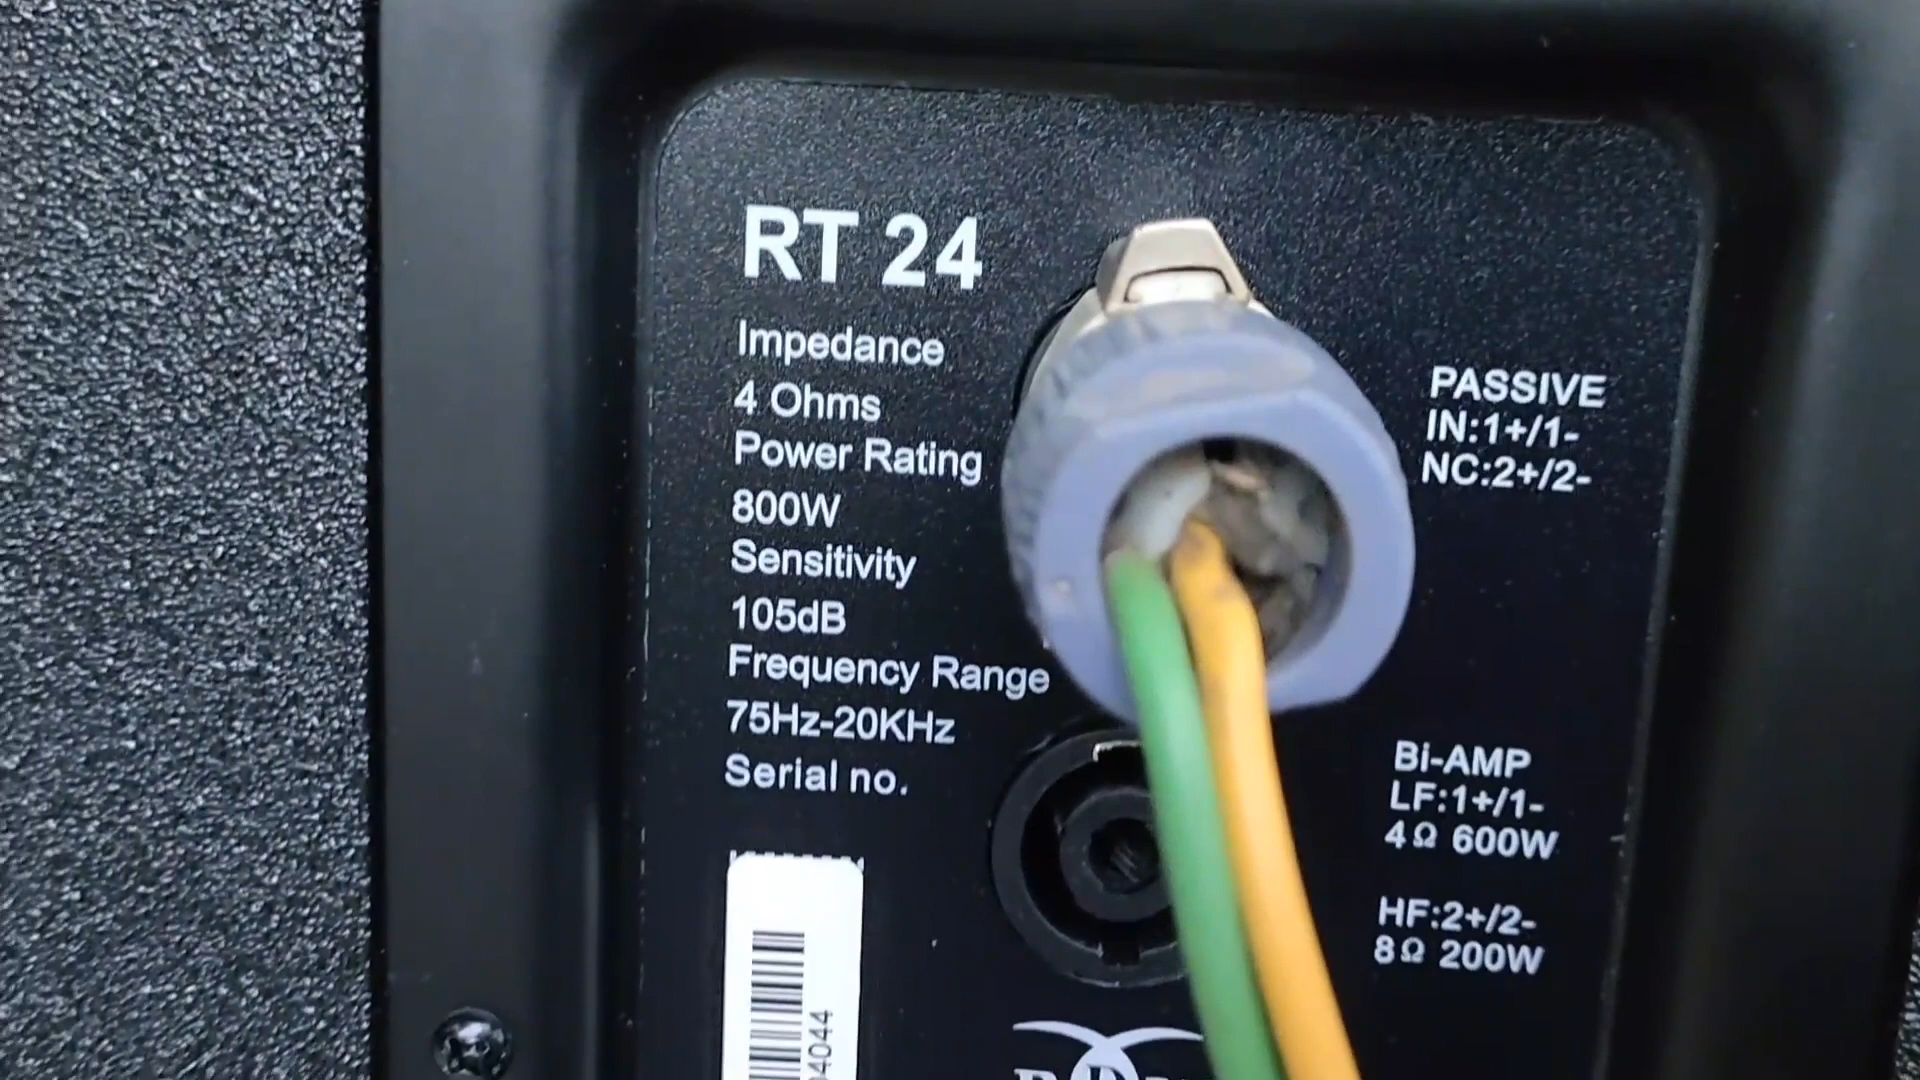 RT 24
Impedance
4 Ohms
Power Rating
800W
Sensitivity
105dB
Frequency Range
75Hz-20KHz
Serial no.
PASSIVE
IN:1+/1-
NC:2+/2-
Bi-AMP
LF:1+/1-
4Ω 600W
HF:2+/2-
8Ω 200W
4044